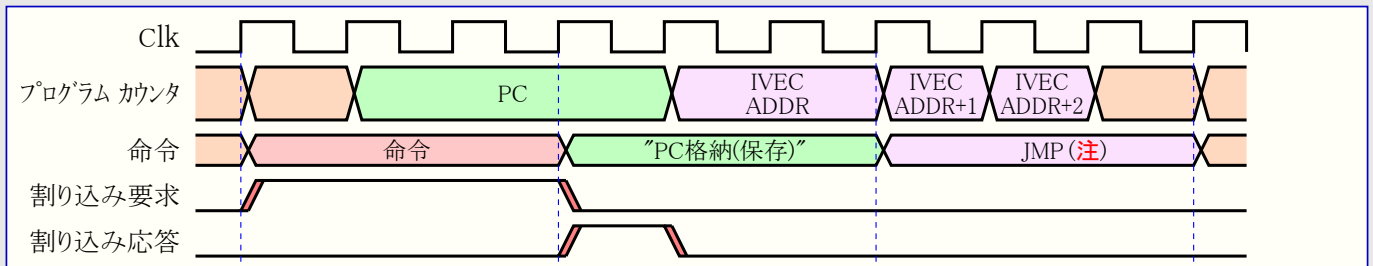 Clk
プログラム カウンタ
PC
IVEC
ADDR
IVEC
ADDR+1
IVEC
ADDR+2
命令
命令
"PC格納(保存)"
JMP (注)
割り込み要求
割り込み応答